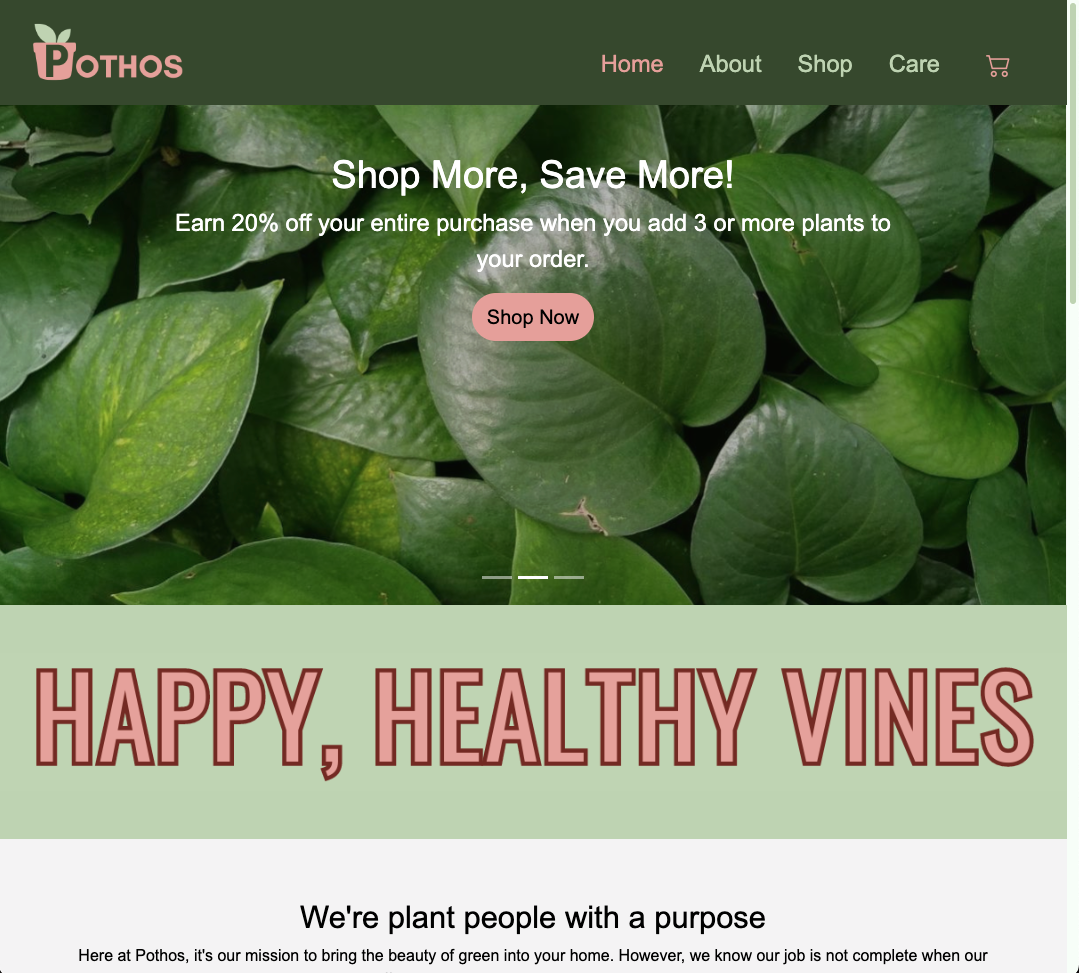 POTHOS
Home About Shop Care
Shop More, Save More!
Earn 20% off your entire purchase when you add 3 or more plants to
your order.
Shop Now
HAPPY, HEALTHY VINES
We're plant people with a purpose
Here at Pothos, it's our mission to bring the beauty of green into your home. However, we know our job is not complete when our